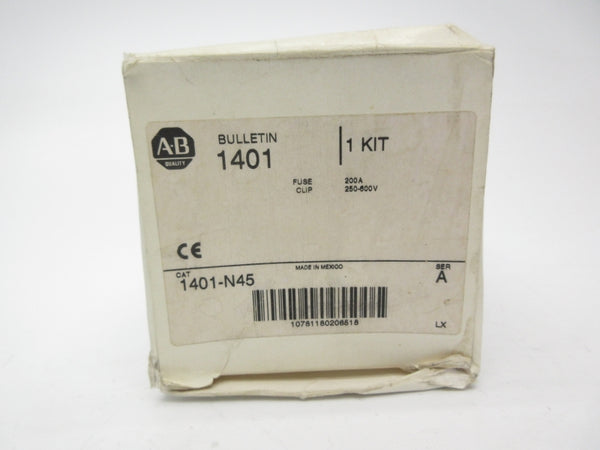 A-B
QUALITY
BULLETIN
1401
1 KIT
FUSE 200A
CLIP 250-600V
CE
MADE IN MEXICO
CAT
1401-N45
SER
A
10781180206518
LX